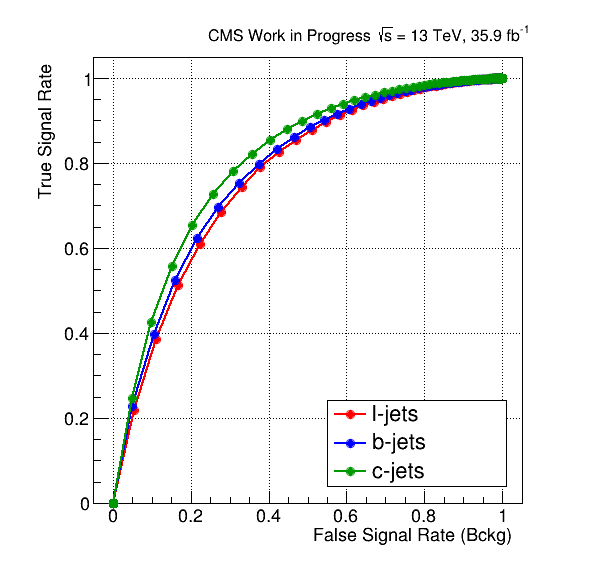 CMS Work in Progress √s = 13 TeV, 35.9 fb⁻¹
True Signal Rate
1
0.8
0.6
0.4
0.2
0
l-jets
b-jets
c-jets
0 0.2 0.4 0.6 0.8 1
False Signal Rate (Bckg)